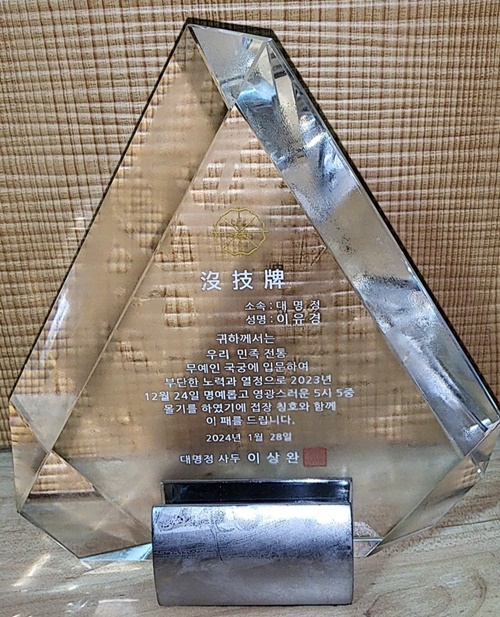 沒技牌
소속 : 대 명 정
성명 : 이 유 경
귀하께서는
우리 민족 전통
무예인 국궁에 입문하여
부단한 노력과 열정으로 2023년
12월 24일 명예롭고 영광스러운 5시 5중
몰기를 하였기에 접장 칭호와 함께
이 패를 드립니다.
2024년 1월 28일
대명정 사두 이 상 완